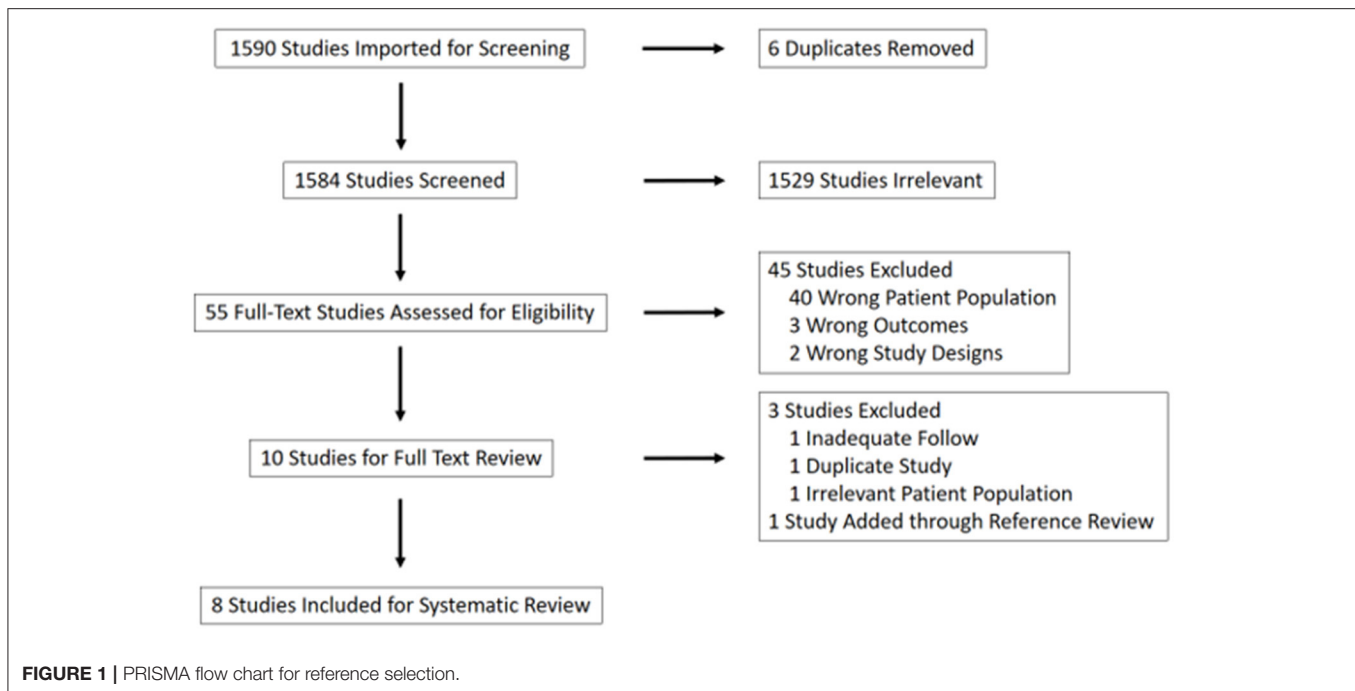 1590 Studies Imported for Screening
6 Duplicates Removed
1584 Studies Screened
1529 Studies Irrelevant
55 Full-Text Studies Assessed for Eligibility
45 Studies Excluded
40 Wrong Patient Population
3 Wrong Outcomes
2 Wrong Study Designs
10 Studies for Full Text Review
3 Studies Excluded
1 Inadequate Follow
1 Duplicate Study
1 Irrelevant Patient Population
1 Study Added through Reference Review
8 Studies Included for Systematic Review
FIGURE 1 | PRISMA flow chart for reference selection.